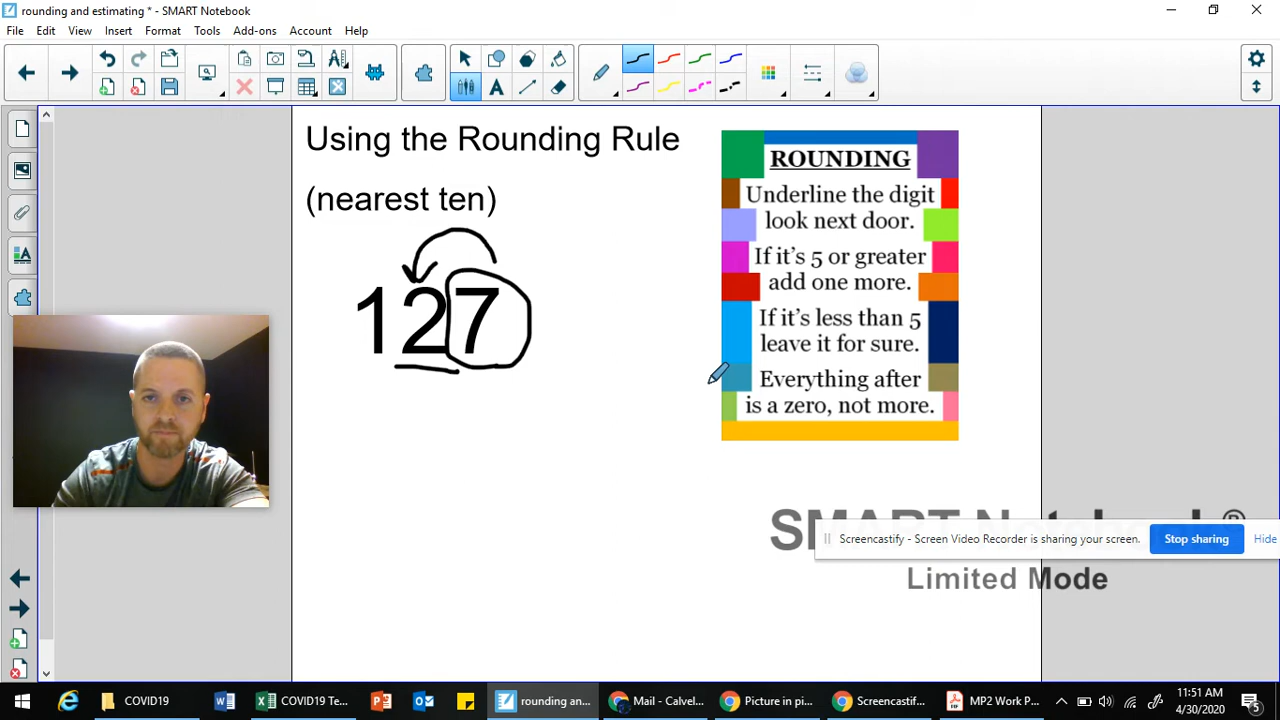 rounding and estimating * - SMART Notebook
File Edit View Insert Format Tools Add-ons Account Help
Using the Rounding Rule
(nearest ten)
127
ROUNDING
Underline the digit
look next door.
If it's 5 or greater
add one more.
If it's less than 5
leave it for sure.
Everything after
is a zero, not more.
SMART Notebook®
Screencastify - Screen Video Recorder is sharing your screen. Stop sharing Hide
Limited Mode
COVID19 COVID19 Te... rounding an... Mail - Calvel... Picture in pi... Screencastif... MP2 Work P...
11:51 AM
4/30/2020
5